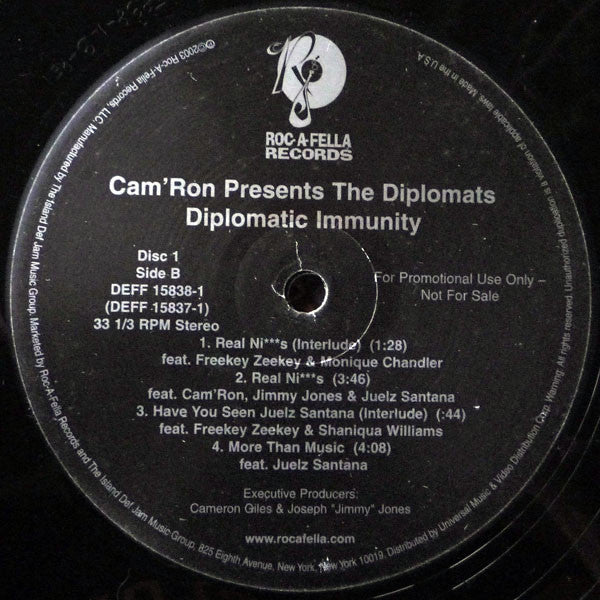 ROC-A-FELLA
RECORDS
Cam'Ron Presents The Diplomats
Diplomatic Immunity
Disc 1
Side B
DEFF 15838-1
(DEFF 15837-1)
33 1/3 RPM Stereo
For Promotional Use Only –
Not For Sale
1. Real Ni***s (Interlude) (1:28)
feat. Freekey Zeekey & Monique Chandler
2. Real Ni***s (3:46)
feat. Cam'Ron, Jimmy Jones & Juelz Santana
3. Have You Seen Juelz Santana (Interlude) (:44)
feat. Freekey Zeekey & Shaniqua Williams
4. More Than Music (4:08)
feat. Juelz Santana
Executive Producers:
Cameron Giles & Joseph "Jimmy" Jones
www.rocafella.com
℗©2003 Roc-A-Fella Records, LLC. Manufactured by The Island Def Jam Music Group. Marketed by Roc-A-Fella Records and The Island Def Jam Music Group, 825 Eighth Avenue, New York, New York 10019. Distributed by Universal Music & Video Distribution Corp. Warning: All rights reserved. Unauthorized duplication is a violation of applicable laws. Made in the U.S.A